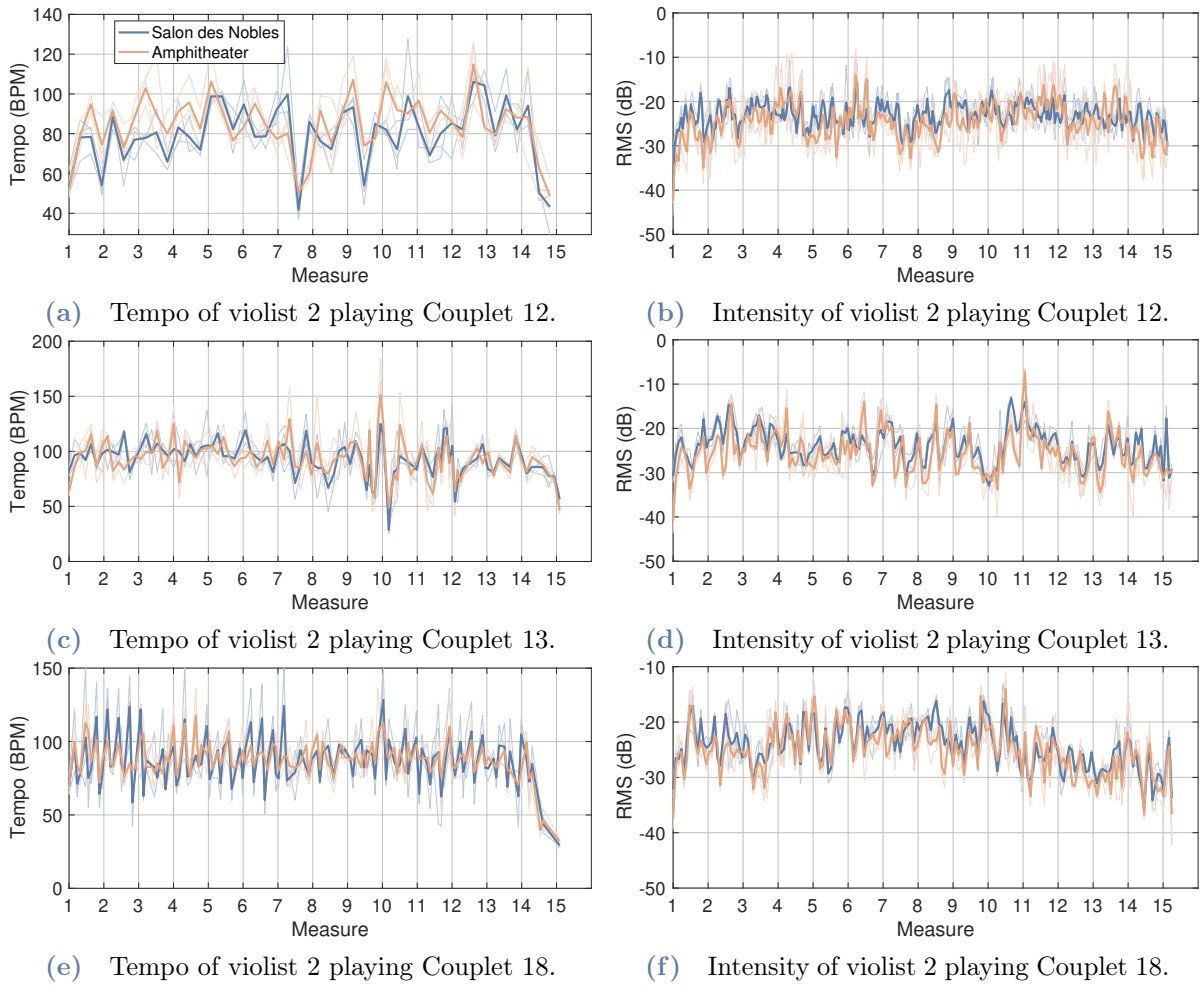 140
120
100
80
60
40
Tempo (BPM)
Salon des Nobles
Amphitheater
1 2 3 4 5 6 7 8 9 10 11 12 13 14 15
Measure
(a) Tempo of violist 2 playing Couplet 12.
0
-10
-20
-30
-40
-50
RMS (dB)
1 2 3 4 5 6 7 8 9 10 11 12 13 14 15
Measure
(b) Intensity of violist 2 playing Couplet 12.
200
150
100
50
0
Tempo (BPM)
1 2 3 4 5 6 7 8 9 10 11 12 13 14 15
Measure
(c) Tempo of violist 2 playing Couplet 13.
0
-10
-20
-30
-40
-50
RMS (dB)
1 2 3 4 5 6 7 8 9 10 11 12 13 14 15
Measure
(d) Intensity of violist 2 playing Couplet 13.
150
100
50
0
Tempo (BPM)
1 2 3 4 5 6 7 8 9 10 11 12 13 14 15
Measure
(e) Tempo of violist 2 playing Couplet 18.
-10
-20
-30
-40
-50
RMS (dB)
1 2 3 4 5 6 7 8 9 10 11 12 13 14 15
Measure
(f) Intensity of violist 2 playing Couplet 18.